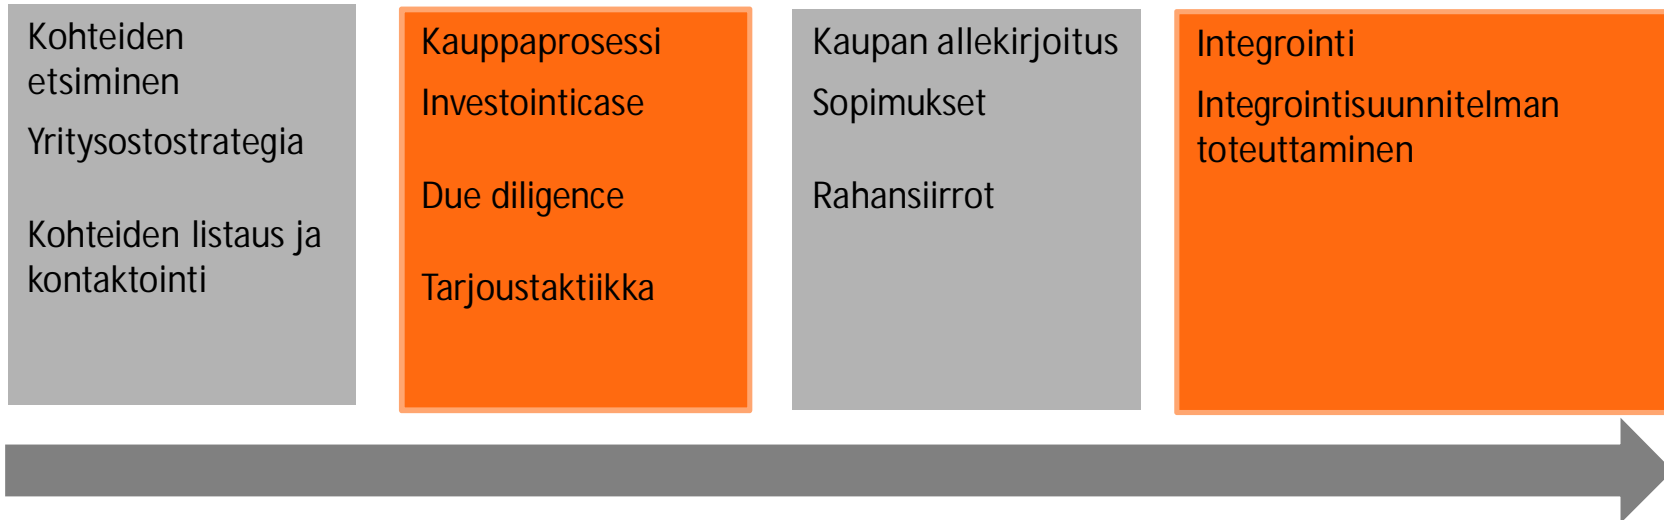 Kohteiden
etsiminen
Yritysostostrategia
Kohteiden listaus ja
kontaktointi
Kauppaprosessi
Investointicase
Due diligence
Tarjoustaktiikka
Kaupan allekirjoitus
Sopimukset
Rahansiirrot
Integrointi
Integrointisuunnitelman
toteuttaminen